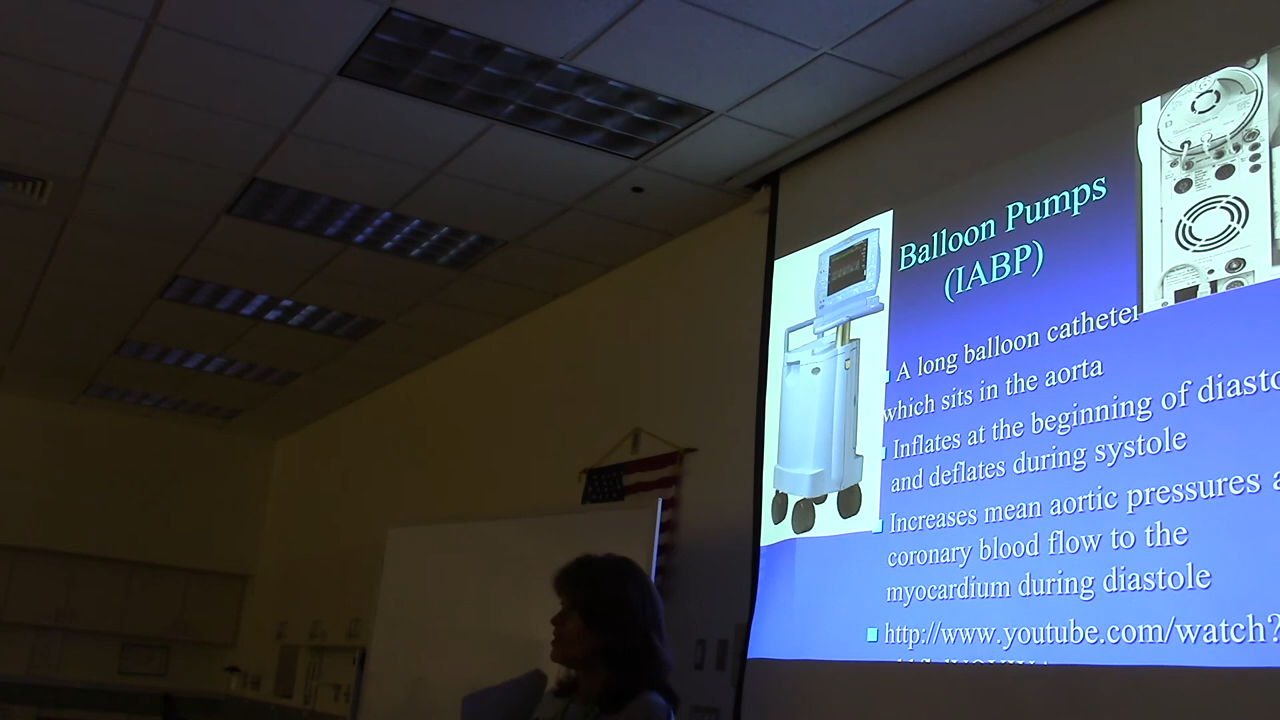 Balloon Pumps
(IABP)
A long balloon catheter
which sits in the aorta
Inflates at the beginning of
and deflates during systole
Increases mean aortic pressures
coronary blood flow to the
myocardium during diastole
http://www.youtube.com/watch?